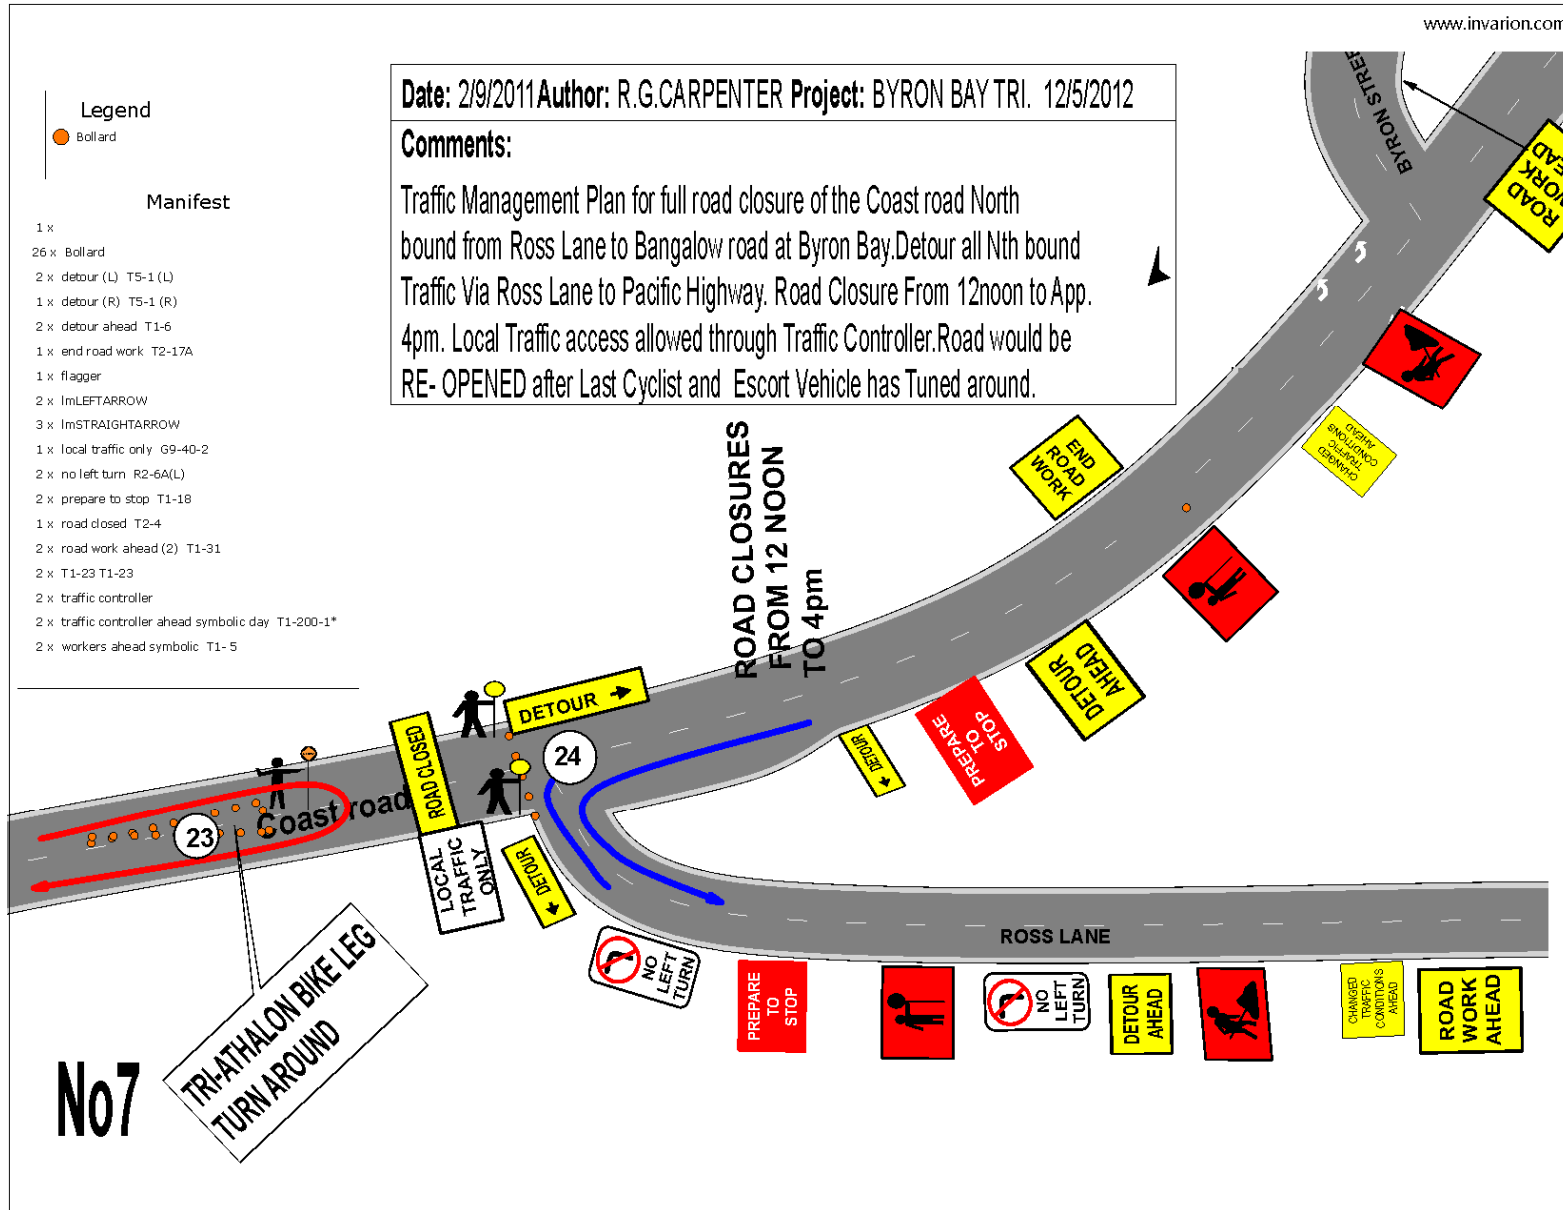 www.invarion.com
Legend
Bollard
Manifest
1 x
26 x Bollard
2 x detour (L) T5-1 (L)
1 x detour (R) T5-1 (R)
2 x detour ahead T1-6
1 x end road work T2-17A
1 x flagger
2 x lmLEFTARROW
3 x lmSTRAIGHTARROW
1 x local traffic only G9-40-2
2 x no left turn R2-6A(L)
2 x prepare to stop T1-18
1 x road closed T2-4
2 x road work ahead (2) T1-31
2 x T1-23 T1-23
2 x traffic controller
2 x traffic controller ahead symbolic day T1-200-1*
2 x workers ahead symbolic T1- 5
Date: 2/9/2011Author: R.G.CARPENTER Project: BYRON BAY TRI. 12/5/2012
Comments:
Traffic Management Plan for full road closure of the Coast road North
bound from Ross Lane to Bangalow road at Byron Bay.Detour all Nth bound
Traffic Via Ross Lane to Pacific Highway. Road Closure From 12noon to App.
4pm. Local Traffic access allowed through Traffic Controller.Road would be
RE- OPENED after Last Cyclist and Escort Vehicle has Tuned around.
BYRON STREE
ROAD
WORK
AHEAD
CHANGED
TRAFFIC
CONDITIONS
AHEAD
END
ROAD
WORK
ROAD CLOSURES
FROM 12 NOON
TO 4pm
DETOUR
AHEAD
PREPARE
TO
STOP
DETOUR
DETOUR
ROAD CLOSED
24
Coast road
23
LOCAL
TRAFFIC
ONLY
DETOUR
NO
LEFT
TURN
ROSS LANE
PREPARE
TO
STOP
NO
LEFT
TURN
DETOUR
AHEAD
CHANGED
TRAFFIC
CONDITIONS
AHEAD
ROAD
WORK
AHEAD
TRI-ATHALON BIKE LEG
TURN AROUND
No7